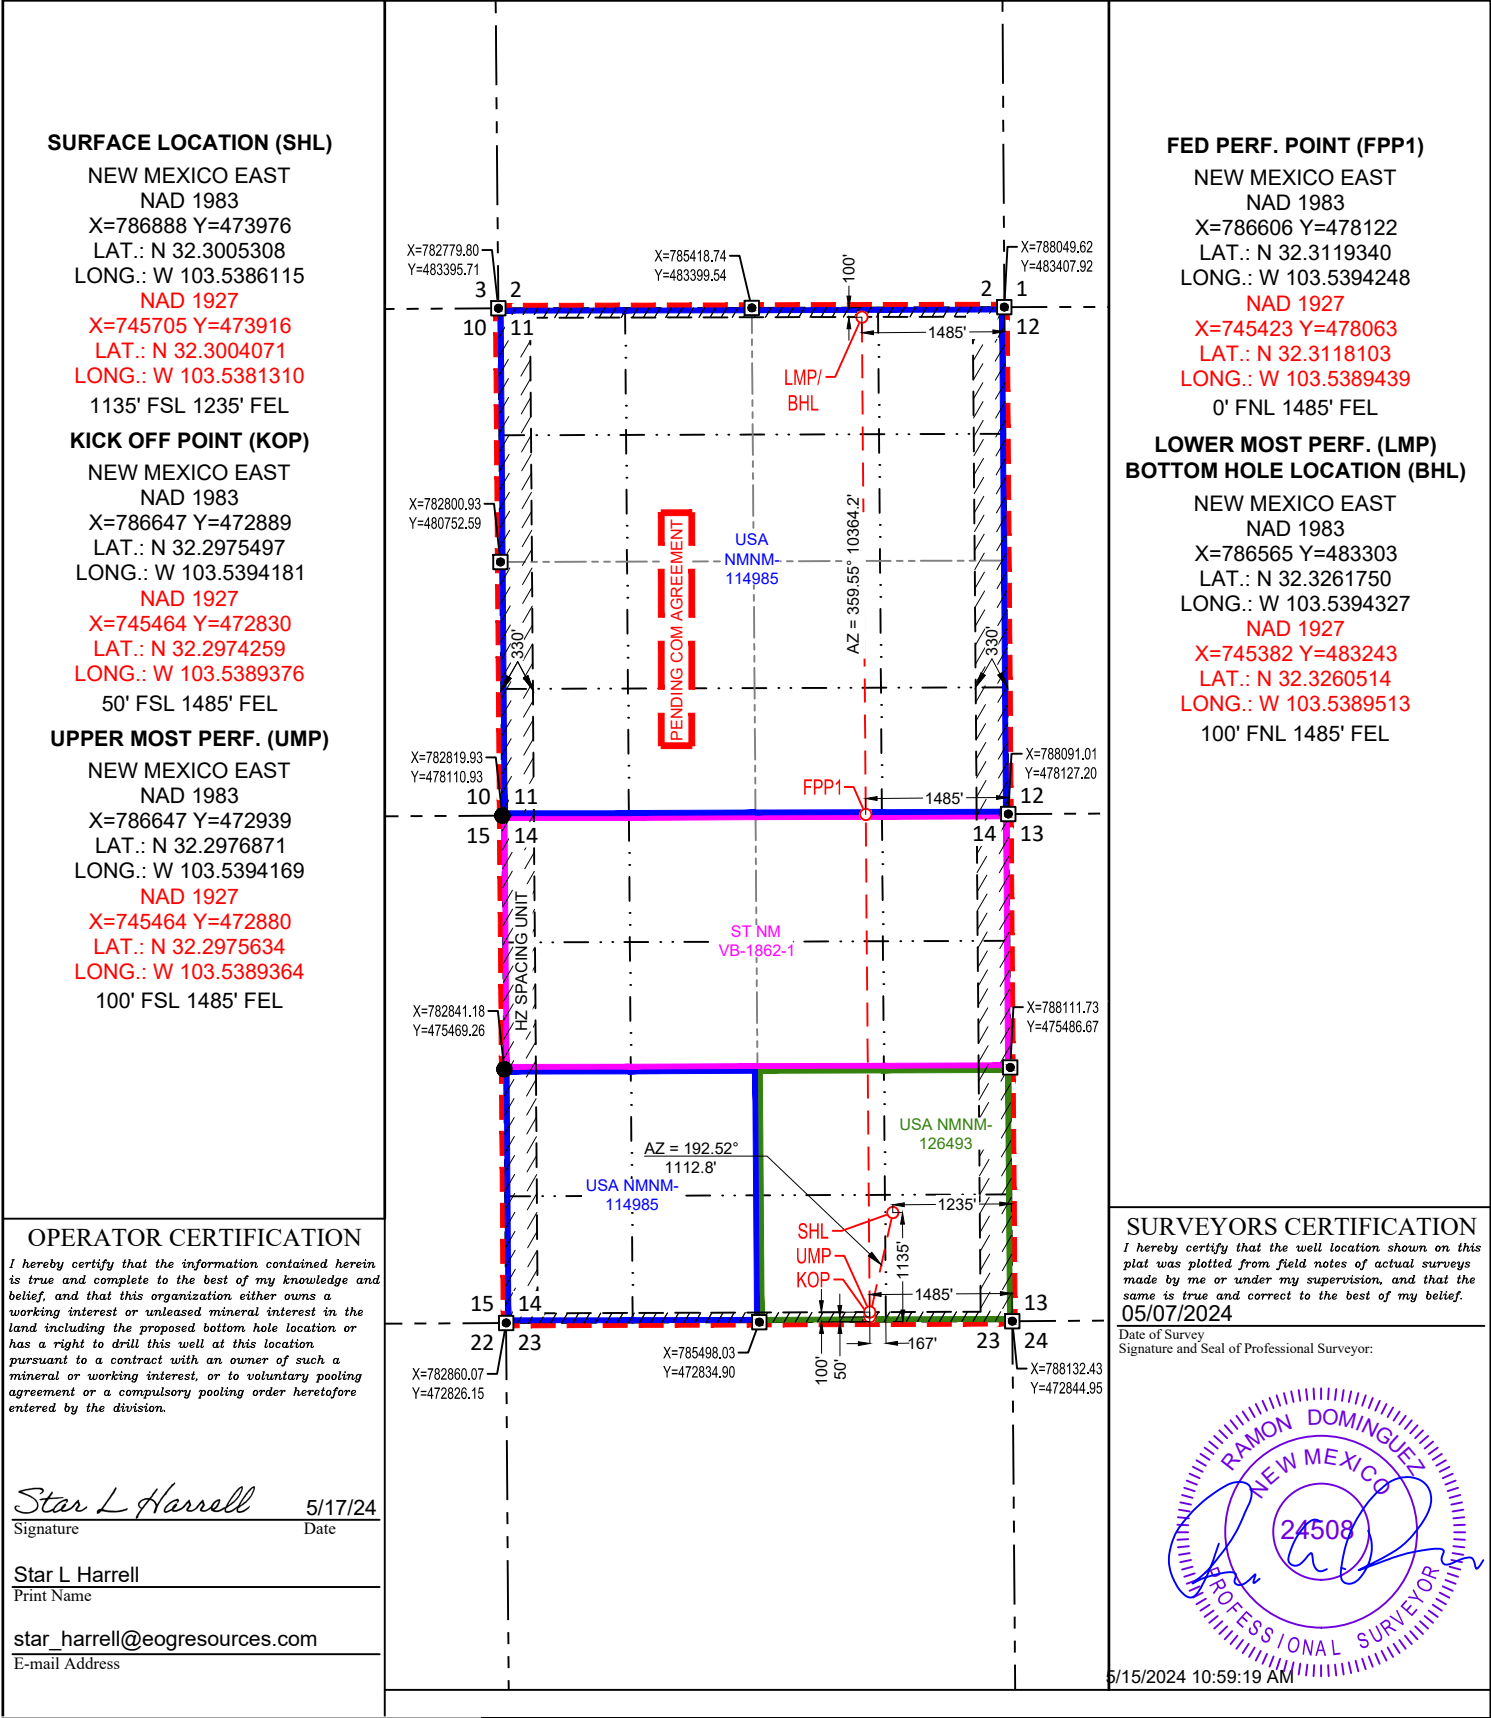 SURFACE LOCATION (SHL)
NEW MEXICO EAST
NAD 1983
X=786888 Y=473976
LAT.: N 32.3005308
LONG.: W 103.5386115
NAD 1927
X=745705 Y=473916
LAT.: N 32.3004071
LONG.: W 103.5381310
1135' FSL 1235' FEL
KICK OFF POINT (KOP)
NEW MEXICO EAST
NAD 1983
X=786647 Y=472889
LAT.: N 32.2975497
LONG.: W 103.5394181
NAD 1927
X=745464 Y=472830
LAT.: N 32.2974259
LONG.: W 103.5389376
50' FSL 1485' FEL
UPPER MOST PERF. (UMP)
NEW MEXICO EAST
NAD 1983
X=786647 Y=472939
LAT.: N 32.2976871
LONG.: W 103.5394169
NAD 1927
X=745464 Y=472880
LAT.: N 32.2975634
LONG.: W 103.5389364
100' FSL 1485' FEL
OPERATOR CERTIFICATION
I hereby certify that the information contained herein
is true and complete to the best of my knowledge and
belief, and that this organization either owns a
working interest or unleased mineral interest in the
land including the proposed bottom hole location or
has a right to drill this well at this location
pursuant to a contract with an owner of such a
mineral or working interest, or to voluntary pooling
agreement or a compulsory pooling order heretofore
entered by the division.
Star L Harrell 5/17/24
Signature Date
Star L Harrell
Print Name
star_harrell@eogresources.com
E-mail Address
X=782779.80
Y=483395.71
X=785418.74
Y=483399.54
100'
X=788049.62
Y=483407.92
3 2
2 1
10 11
12
1485'
LMP/
BHL
X=782800.93
Y=480752.59
USA
NMNM-
114985
PENDING COM AGREEMENT
AZ = 359.55° 10364.2'
330'
330'
X=782819.93
Y=478110.93
X=788091.01
Y=478127.20
FPP1
1485'
10 11
12
15 14
14 13
HZ SPACING UNIT
ST NM
VB-1862-1
X=782841.18
Y=475469.26
X=788111.73
Y=475486.67
USA NMNM-
126493
AZ = 192.52°
1112.8'
USA NMNM-
114985
1235'
SHL
UMP
KOP
1135'
1485'
15 14
13
22 23
23 24
100'
50'
167'
X=785498.03
Y=472834.90
X=782860.07
Y=472826.15
X=788132.43
Y=472844.95
FED PERF. POINT (FPP1)
NEW MEXICO EAST
NAD 1983
X=786606 Y=478122
LAT.: N 32.3119340
LONG.: W 103.5394248
NAD 1927
X=745423 Y=478063
LAT.: N 32.3118103
LONG.: W 103.5389439
0' FNL 1485' FEL
LOWER MOST PERF. (LMP)
BOTTOM HOLE LOCATION (BHL)
NEW MEXICO EAST
NAD 1983
X=786565 Y=483303
LAT.: N 32.3261750
LONG.: W 103.5394327
NAD 1927
X=745382 Y=483243
LAT.: N 32.3260514
LONG.: W 103.5389513
100' FNL 1485' FEL
SURVEYORS CERTIFICATION
I hereby certify that the well location shown on this
plat was plotted from field notes of actual surveys
made by me or under my supervision, and that the
same is true and correct to the best of my belief.
05/07/2024
Date of Survey
Signature and Seal of Professional Surveyor:
RAMON DOMINGUEZ
NEW MEXICO
24508
PROFESSIONAL SURVEYOR
5/15/2024 10:59:19 AM